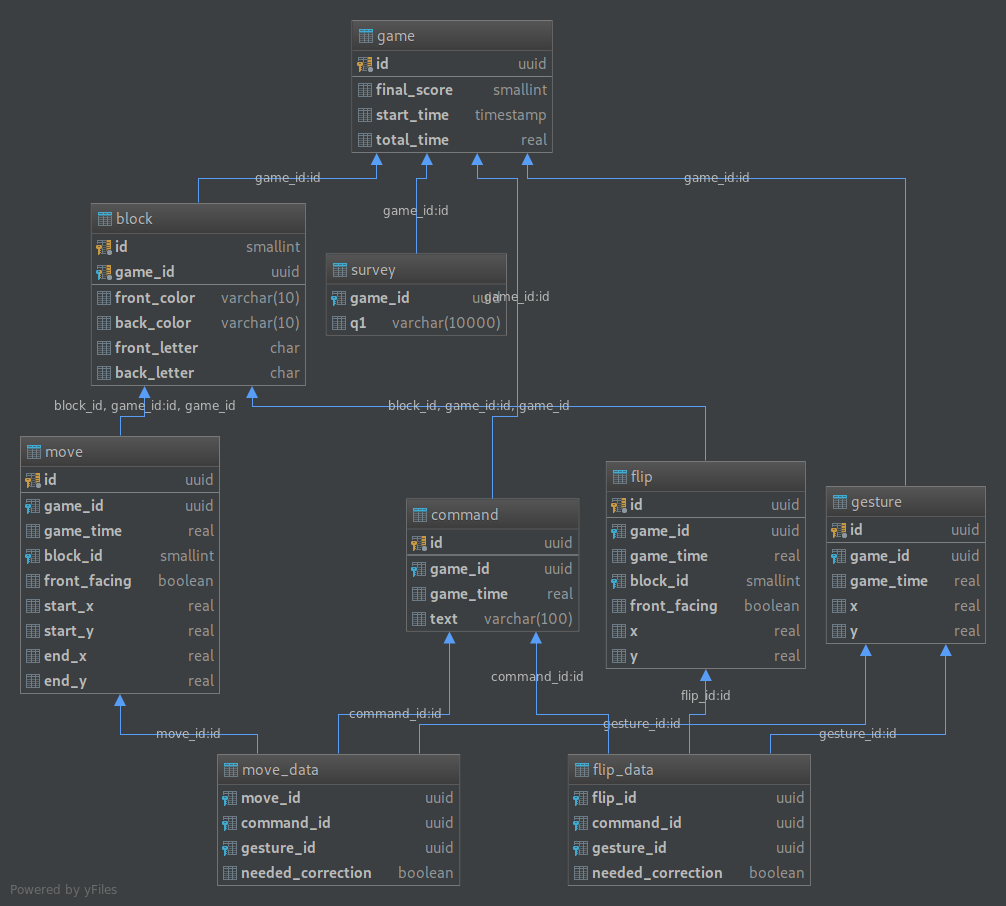 game
id uuid
final_score smallint
start_time timestamp
total_time real
game_id:id
game_id:id
game_id:id
game_id:id
block
id smallint
game_id uuid
front_color varchar(10)
back_color varchar(10)
front_letter char
back_letter char
survey
game_id uuid
q1 varchar(10000)
block_id, game_id:id, game_id
block_id, game_id:id, game_id
move
id uuid
game_id uuid
game_time real
block_id smallint
front_facing boolean
start_x real
start_y real
end_x real
end_y real
command
id uuid
game_id uuid
game_time real
text varchar(100)
flip
id uuid
game_id uuid
game_time real
block_id smallint
front_facing boolean
x real
y real
gesture
id uuid
game_id uuid
game_time real
x real
y real
command_id:id
flip_id:id
command_id:id
gesture_id:id
move_id:id
gesture_id:id
move_data
move_id uuid
command_id uuid
gesture_id uuid
needed_correction boolean
flip_data
flip_id uuid
command_id uuid
gesture_id uuid
needed_correction boolean
Powered by yFiles